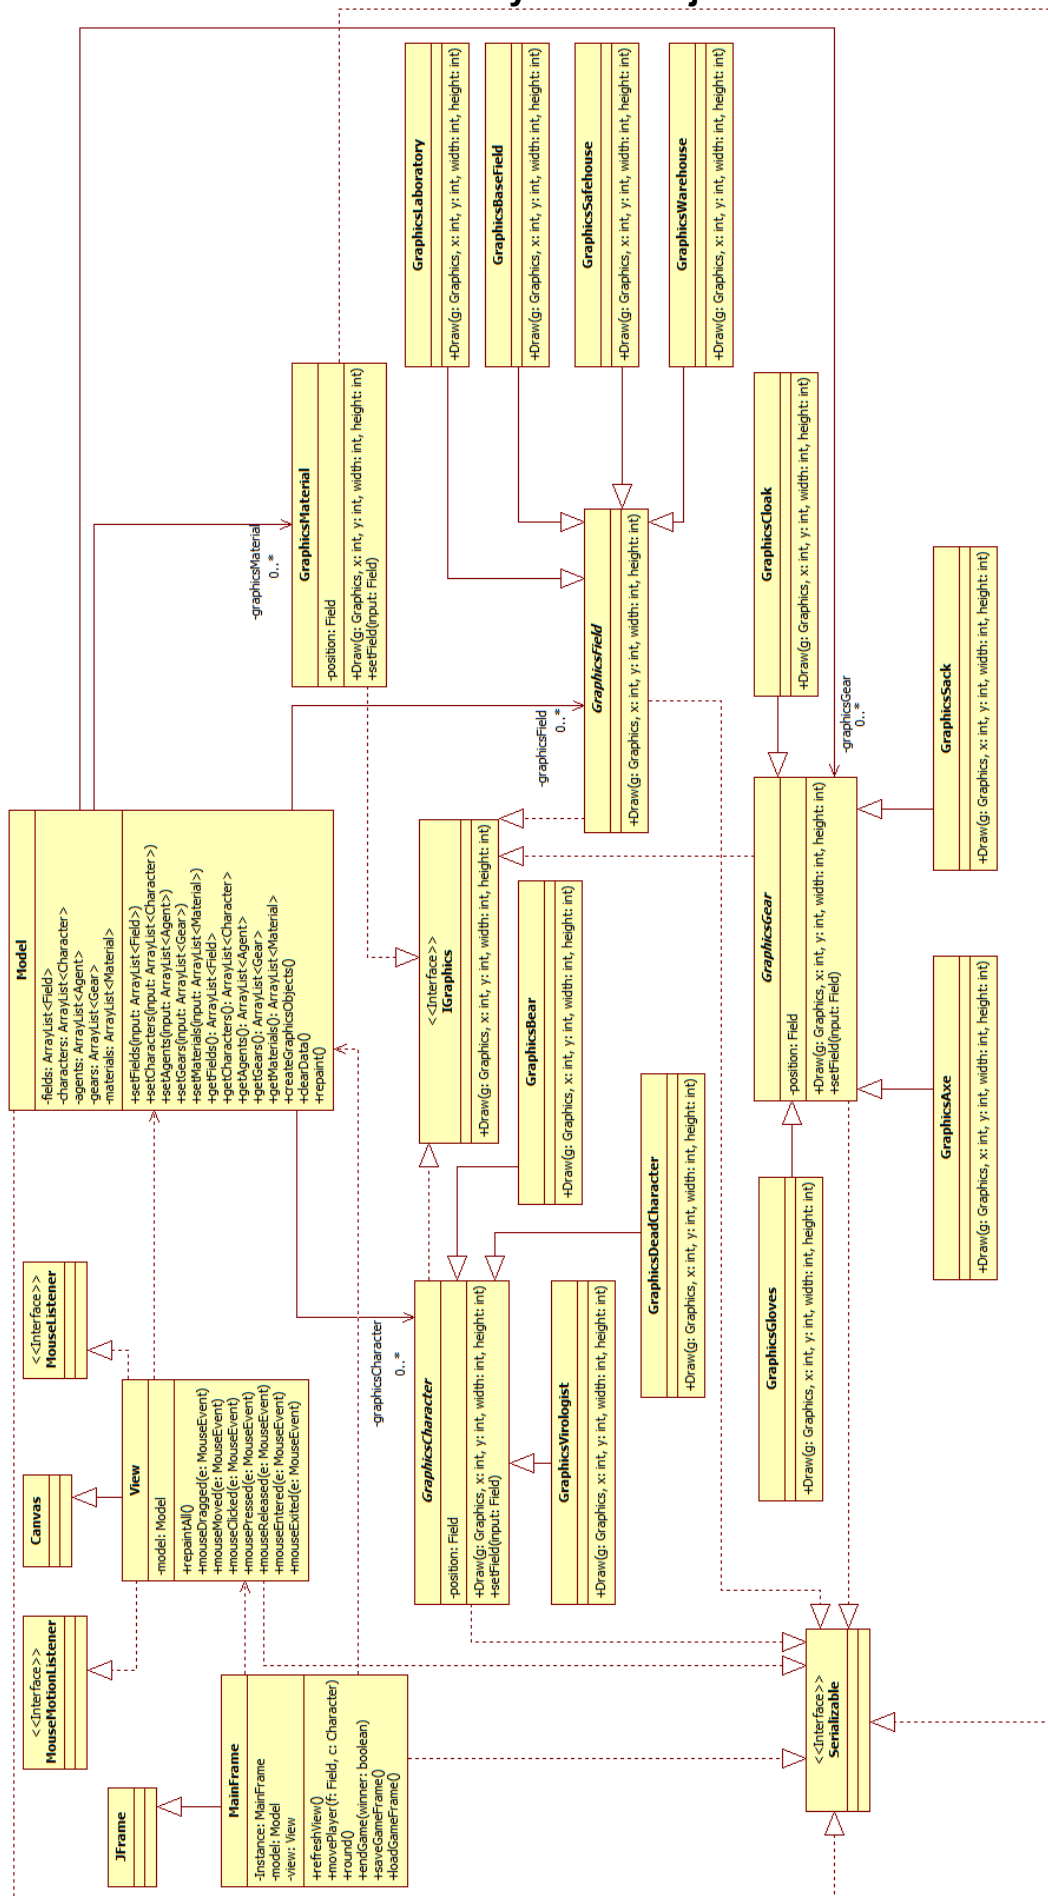 <<Interface>>
MouseMotionListener
Canvas
<<Interface>>
MouseListener
Model
-fields: ArrayList<Field>
-characters: ArrayList<Character>
-agents: ArrayList<Agent>
-gears: ArrayList<Gear>
-materials: ArrayList<Material>
+setFields(input: ArrayList<Field>)
+setCharacters(input: ArrayList<Character>)
+setAgents(input: ArrayList<Agent>)
+setGears(input: ArrayList<Gear>)
+setMaterials(input: ArrayList<Material>)
+getFields(): ArrayList<Field>
+getCharacters(): ArrayList<Character>
+getAgents(): ArrayList<Agent>
+getGears(): ArrayList<Gear>
+getMaterials(): ArrayList<Material>
+createGraphicsObjects()
+clearData()
+repaint()
JFrame
View
-model: Model
+repaintAll()
+mouseDragged(e: MouseEvent)
+mouseMoved(e: MouseEvent)
+mouseClicked(e: MouseEvent)
+mousePressed(e: MouseEvent)
+mouseReleased(e: MouseEvent)
+mouseEntered(e: MouseEvent)
+mouseExited(e: MouseEvent)
MainFrame
-Instance: MainFrame
-model: Model
-view: View
+refreshView()
+movePlayer(f: Field, c: Character)
+round()
+endGame(winner: boolean)
+saveGameFrame()
+loadGameFrame()
-graphicsMaterial
0..*
GraphicsMaterial
-position: Field
+Draw(g: Graphics, x: int, y: int, width: int, height: int)
+setField(input: Field)
-graphicsCharacter
0..*
GraphicsCharacter
-position: Field
+Draw(g: Graphics, x: int, y: int, width: int, height: int)
+setField(input: Field)
<<Interface>>
IGraphics
+Draw(g: Graphics, x: int, y: int, width: int, height: int)
GraphicsLaboratory
+Draw(g: Graphics, x: int, y: int, width: int, height: int)
GraphicsBaseField
+Draw(g: Graphics, x: int, y: int, width: int, height: int)
GraphicsBear
+Draw(g: Graphics, x: int, y: int, width: int, height: int)
-graphicsField
0..*
GraphicsVirologist
+Draw(g: Graphics, x: int, y: int, width: int, height: int)
GraphicsField
+Draw(g: Graphics, x: int, y: int, width: int, height: int)
GraphicsSafehouse
+Draw(g: Graphics, x: int, y: int, width: int, height: int)
GraphicsDeadCharacter
+Draw(g: Graphics, x: int, y: int, width: int, height: int)
GraphicsWarehouse
+Draw(g: Graphics, x: int, y: int, width: int, height: int)
GraphicsGloves
+Draw(g: Graphics, x: int, y: int, width: int, height: int)
GraphicsGear
-position: Field
+Draw(g: Graphics, x: int, y: int, width: int, height: int)
+setField(input: Field)
GraphicsCloak
+Draw(g: Graphics, x: int, y: int, width: int, height: int)
<<Interface>>
Serializable
-graphicsGear
0..*
GraphicsAxe
+Draw(g: Graphics, x: int, y: int, width: int, height: int)
GraphicsSack
+Draw(g: Graphics, x: int, y: int, width: int, height: int)